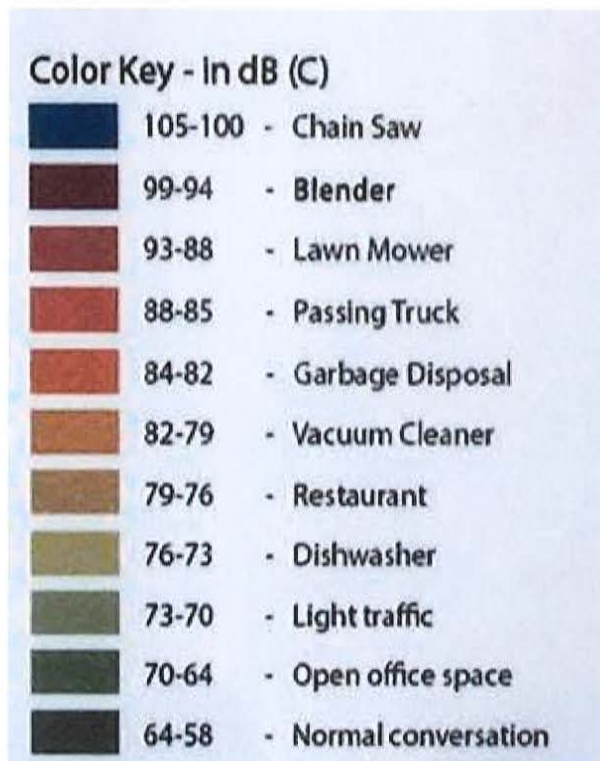 Color Key - in dB (C)
105-100 - Chain Saw
99-94 - Blender
93-88 - Lawn Mower
88-85 - Passing Truck
84-82 - Garbage Disposal
82-79 - Vacuum Cleaner
79-76 - Restaurant
76-73 - Dishwasher
73-70 - Light traffic
70-64 - Open office space
64-58 - Normal conversation